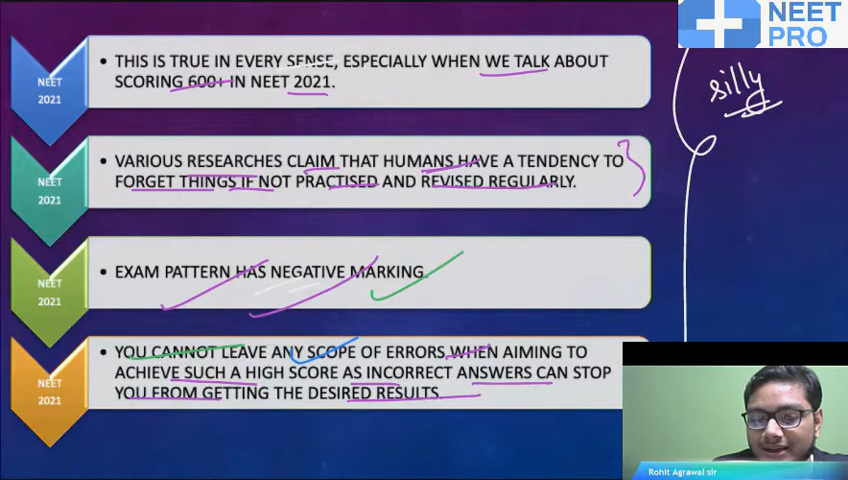 NEET
PRO
silly
NEET
2021
• THIS IS TRUE IN EVERY SENSE, ESPECIALLY WHEN WE TALK ABOUT
SCORING 600+ IN NEET 2021.
NEET
2021
• VARIOUS RESEARCHES CLAIM THAT HUMANS HAVE A TENDENCY TO
FORGET THINGS IF NOT PRACTISED AND REVISED REGULARLY.
NEET
2021
• EXAM PATTERN HAS NEGATIVE MARKING.
NEET
2021
• YOU CANNOT LEAVE ANY SCOPE OF ERRORS WHEN AIMING TO
ACHIEVE SUCH A HIGH SCORE AS INCORRECT ANSWERS CAN STOP
YOU FROM GETTING THE DESIRED RESULTS.
Rohit Agrawal sir